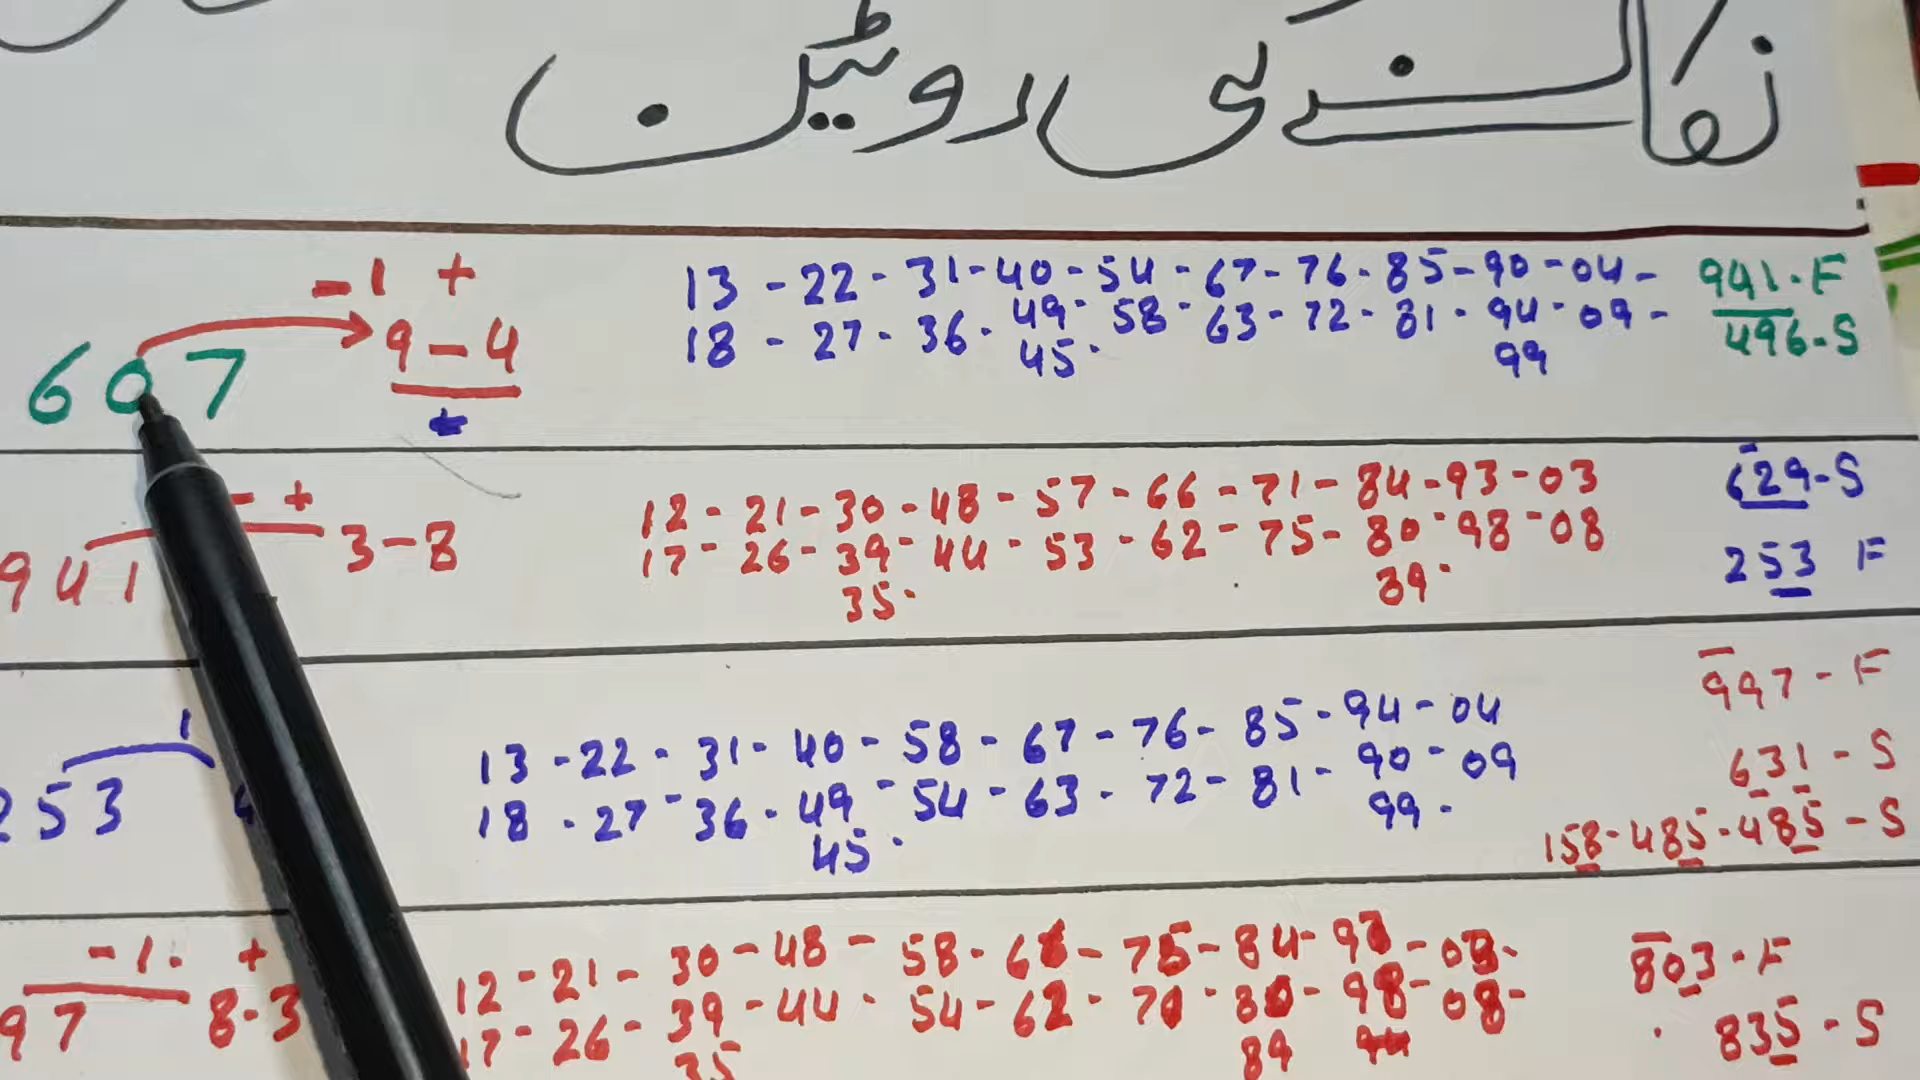 نکالنے کی روٹین
-1 +
607 9-4
13-22-31-40-54-67-76-85-90-04-
18-27-36-49-58-63-72-81-94-09-
45. 99
941.F
496-S
- +
941 3-8
12-21-30-48-57-66-71-84-93-03
17-26-39-44-53-62-75-80-98-08
35. 89.
629-S
253 F
1
253
13-22-31-40-58-67-76-85-94-04
18-27-36-49-54-63-72-81-90-09
45. 99.
997-F
631-S
158-485-485-S
-1. +
97 8-3
12-21-30-48-58-
17-26-39-44-54-62-
35 89
803-F
835-S